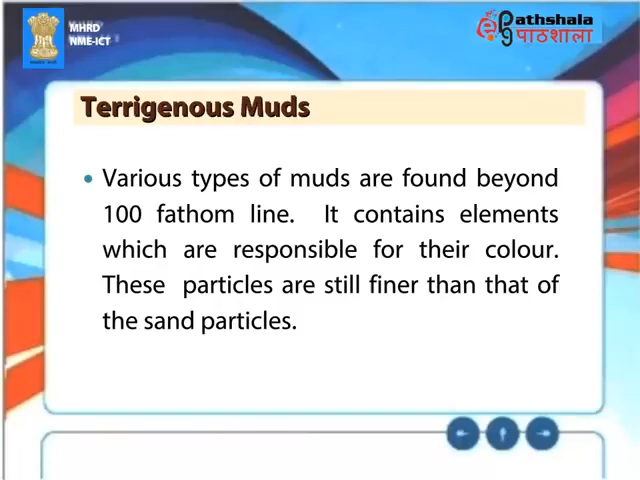 MHRD
NME-ICT
ePathshala
पाठशाला
Terrigenous Muds
• Various types of muds are found beyond
100 fathom line. It contains elements
which are responsible for their colour.
These particles are still finer than that of
the sand particles.